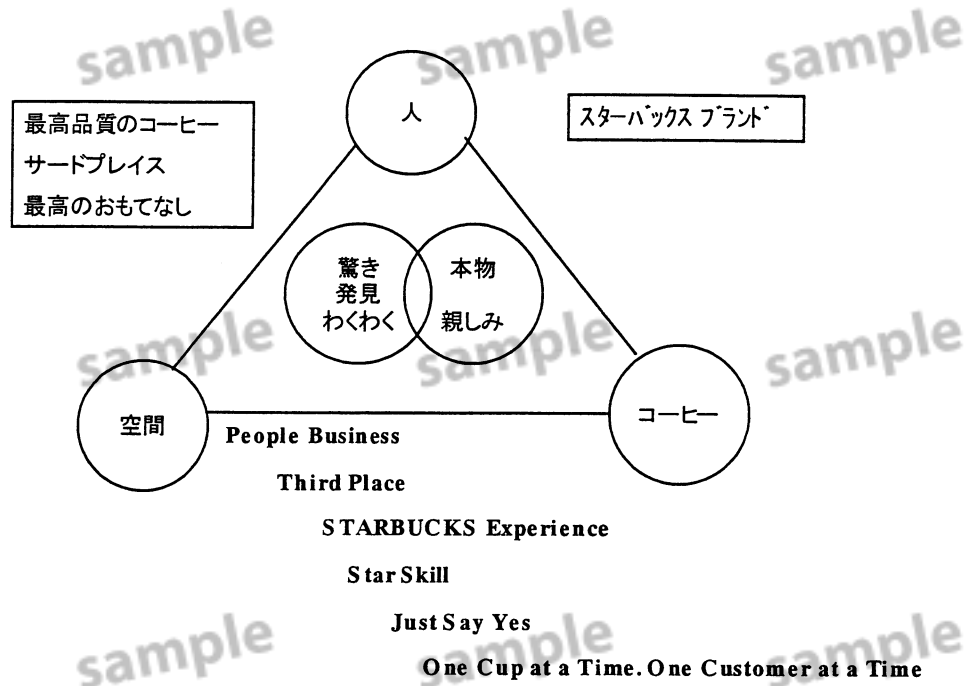 sample sample sample
人
最高品質のコーヒー
サードプレイス
最高のおもてなし
スターバックス ブランド
驚き
発見
わくわく
本物
親しみ
sample sample sample
空間
コーヒー
People Business
Third Place
STARBUCKS Experience
Star Skill
Just Say Yes
sample sample sample
One Cup at a Time. One Customer at a Time